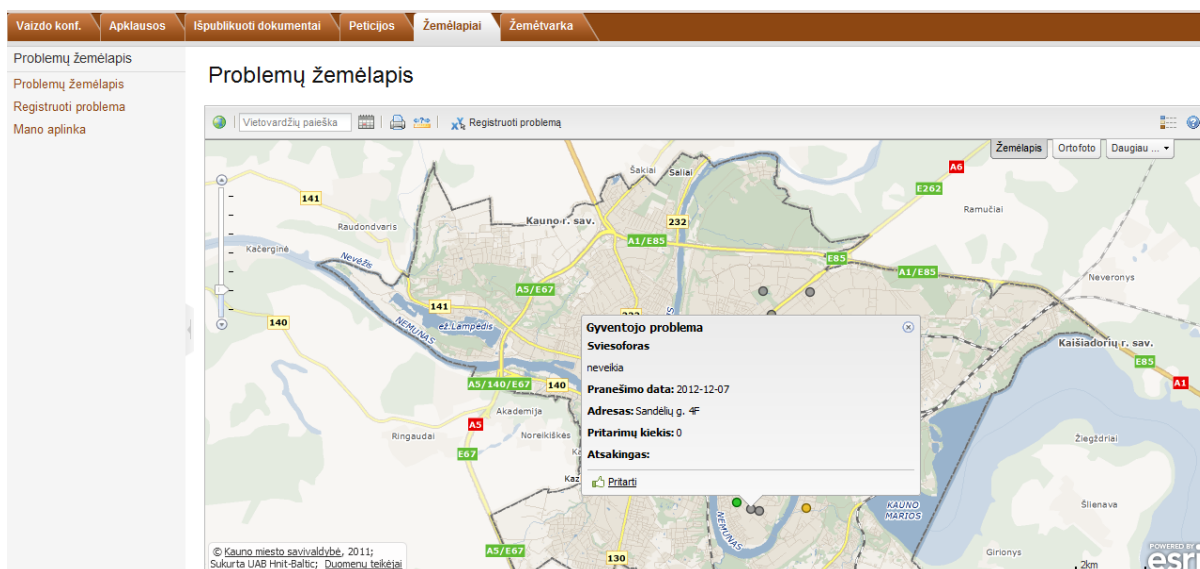 Vaizdo konf. Apklausos Išpublikuoti dokumentai Peticijos Žemėlapiai Žemėtvarka
Problemų žemėlapis
Problemų žemėlapis
Registruoti problema
Mano aplinka
Problemų žemėlapis
Vietovardžių paieška Registruoti problemą
Žemėlapis Ortofoto Daugiau ...
A6
Šakiai Saliai
E262
141
Ramučiai
Kauno r. sav.
232
Raudondvaris
A1/E85
Kačerginė
Nevėžis
E85
A1/E85
Neveronys
A5/E67
141
ež.Lampėdis
140
NEMUNAS
Kaišiadorių r. sav.
E85
A1
A5/140/E67
140
Akademija
A5
Ringaudai
Noreikiškės
E67
Kaz
Žiegždriai
Gyventojo problema
Sviesoforas
neveikia
Pranešimo data: 2012-12-07
Adresas: Sandėlių g. 4F
Pritarimų kiekis: 0
Atsakingas:
Pritarti
KAUNO
MARIOS
Šlienava
NEMUNAS
A5/E67
130
Girionys
2km
POWERED BY
esri
© Kauno miesto savivaldybė, 2011;
Sukurta UAB Hnit-Baltic; Duomenų teikėjai